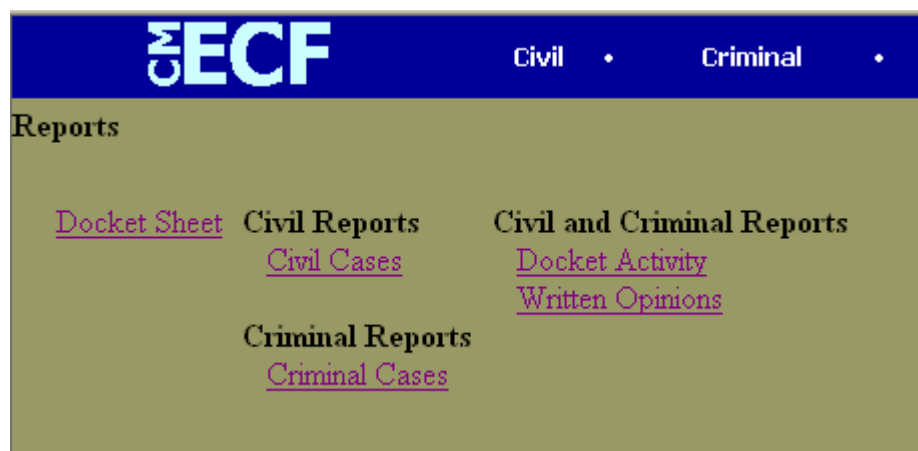 CM ECF Civil • Criminal •
Reports
Docket Sheet Civil Reports Civil and Criminal Reports
Civil Cases Docket Activity
Written Opinions
Criminal Reports
Criminal Cases